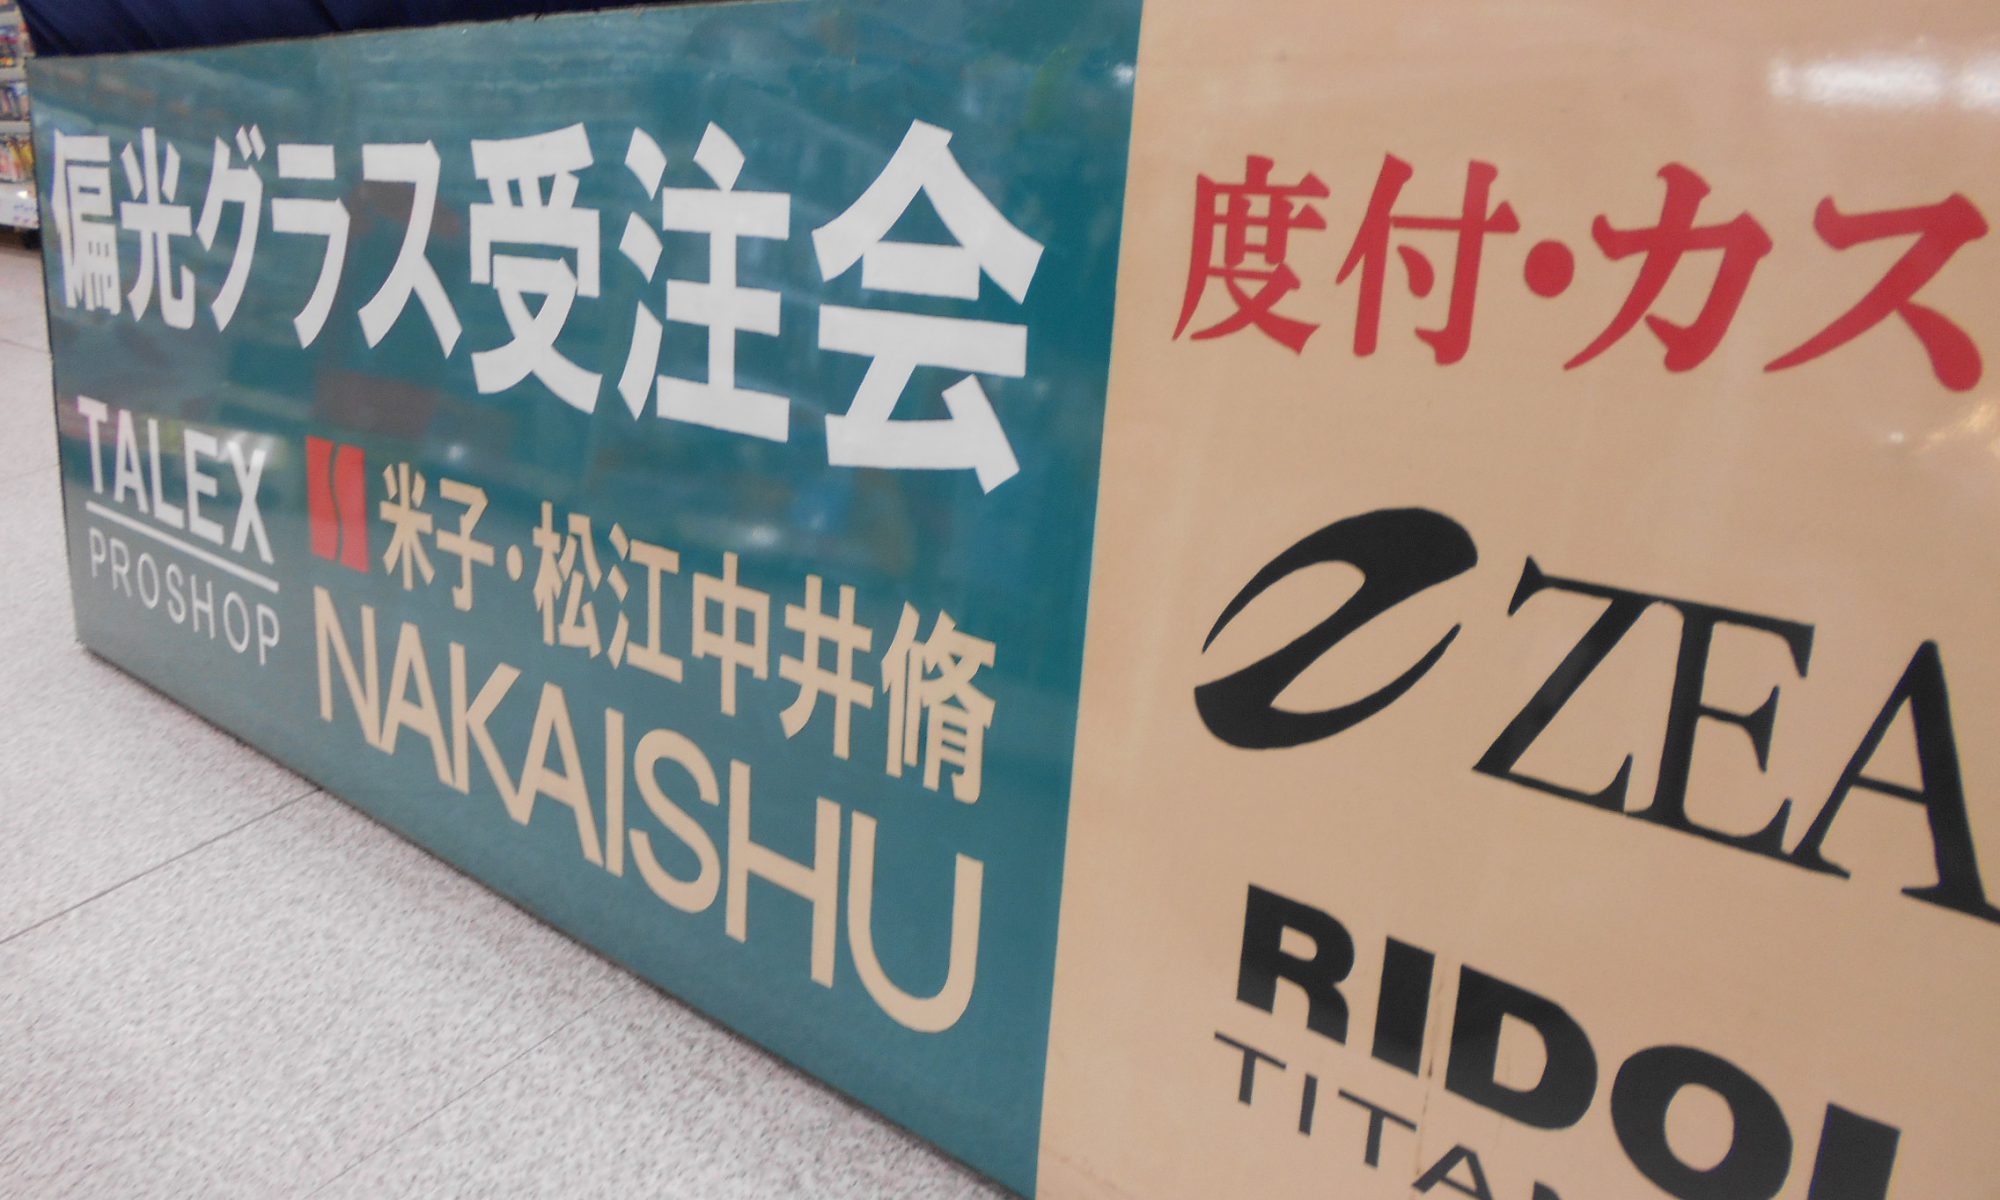 偏光グラス受注会
TALEX
PROSHOP
米子・松江中井脩
NAKAISHU
度付・カス
ZEA
RIDO
TITA